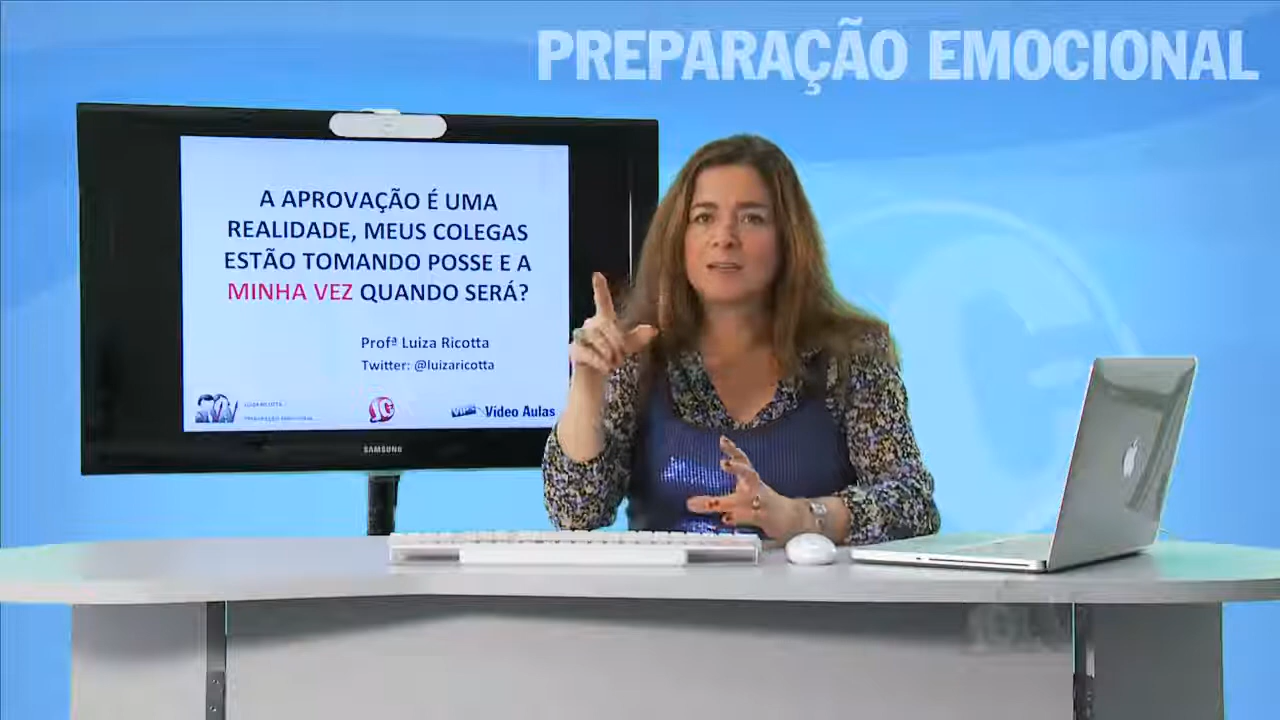 PREPARAÇÃO EMOCIONAL
A APROVAÇÃO É UMA
REALIDADE, MEUS COLEGAS
ESTÃO TOMANDO POSSE E A
MINHA VEZ QUANDO SERÁ?
Profª Luiza Ricotta
Twitter: @luizaricotta
Vídeo Aulas
SAMSUNG